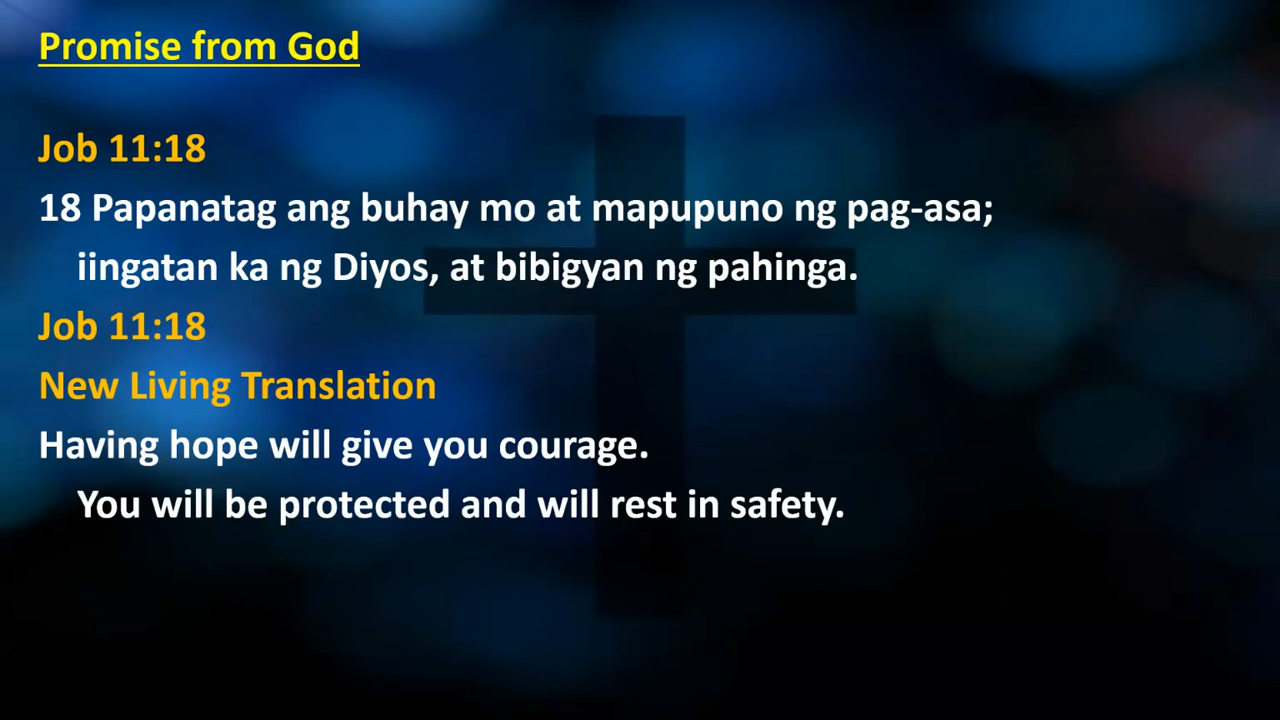 Promise from God
Job 11:18
18 Papanatag ang buhay mo at mapupuno ng pag-asa;
iingatan ka ng Diyos, at bibigyan ng pahinga.
Job 11:18
New Living Translation
Having hope will give you courage.
You will be protected and will rest in safety.